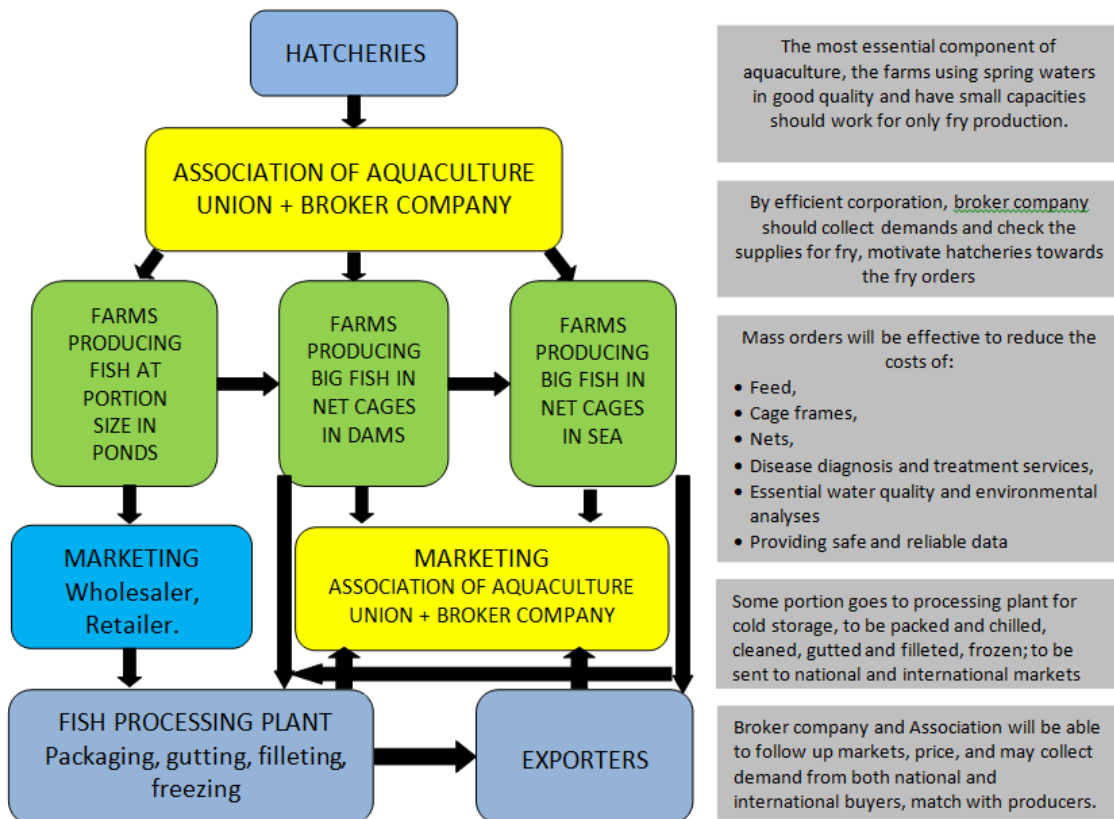 HATCHERIES
ASSOCIATION OF AQUACULTURE
UNION + BROKER COMPANY
FARMS
PRODUCING
FISH AT
PORTION
SIZE IN
PONDS
FARMS
PRODUCING
BIG FISH IN
NET CAGES
IN DAMS
FARMS
PRODUCING
BIG FISH IN
NET CAGES
IN SEA
MARKETING
Wholesaler,
Retailer.
MARKETING
ASSOCIATION OF AQUACULTURE
UNION + BROKER COMPANY
FISH PROCESSING PLANT
Packaging, gutting, filleting,
freezing
EXPORTERS
The most essential component of
aquaculture, the farms using spring waters
in good quality and have small capacities
should work for only fry production.
By efficient corporation, broker company
should collect demands and check the
supplies for fry, motivate hatcheries towards
the fry orders
Mass orders will be effective to reduce the
costs of:
• Feed,
• Cage frames,
• Nets,
• Disease diagnosis and treatment services,
• Essential water quality and environmental
analyses
• Providing safe and reliable data
Some portion goes to processing plant for
cold storage, to be packed and chilled,
cleaned, gutted and filleted, frozen; to be
sent to national and international markets
Broker company and Association will be able
to follow up markets, price, and may collect
demand from both national and
international buyers, match with producers.